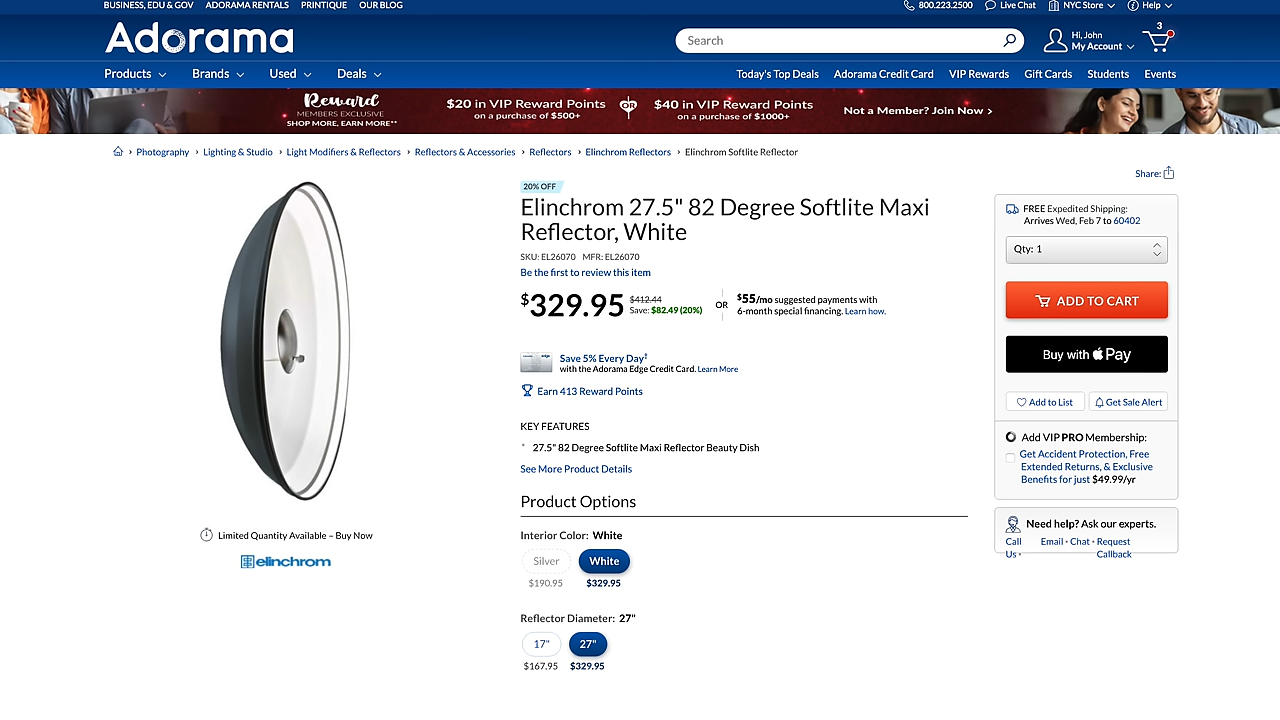 BUSINESS, EDU & GOV ADORAMA RENTALS PRINTIQUE OUR BLOG
800.223.2500 Live Chat NYC Store Help
Adorama
Search
Hi, John
My Account
3
Products Brands Used Deals
Today's Top Deals Adorama Credit Card VIP Rewards Gift Cards Students Events
Reward
MEMBERS EXCLUSIVE
SHOP MORE, EARN MORE**
$20 in VIP Reward Points
on a purchase of $500+
OR
$40 in VIP Reward Points
on a purchase of $1000+
Not a Member? Join Now >
› Photography › Lighting & Studio › Light Modifiers & Reflectors › Reflectors & Accessories › Reflectors › Elinchrom Reflectors › Elinchrom Softlite Reflector
Share:
20% OFF
Elinchrom 27.5" 82 Degree Softlite Maxi
Reflector, White
SKU: EL26070 MFR: EL26070
Be the first to review this item
$329.95
$412.44
Save: $82.49 (20%)
OR
$55/mo suggested payments with
6-month special financing. Learn how.
Save 5% Every Day‡
with the Adorama Edge Credit Card. Learn More
Earn 413 Reward Points
KEY FEATURES
* 27.5" 82 Degree Softlite Maxi Reflector Beauty Dish
See More Product Details
Product Options
Interior Color: White
Silver White
$190.95 $329.95
Reflector Diameter: 27"
17" 27"
$167.95 $329.95
Limited Quantity Available – Buy Now
elinchrom
FREE Expedited Shipping:
Arrives Wed, Feb 7 to 60402
Qty: 1
ADD TO CART
Buy with Pay
Add to List Get Sale Alert
Add VIP PRO Membership:
Get Accident Protection, Free
Extended Returns, & Exclusive
Benefits for just $49.99/yr
Need help? Ask our experts.
Call Email • Chat • Request
Us • Callback